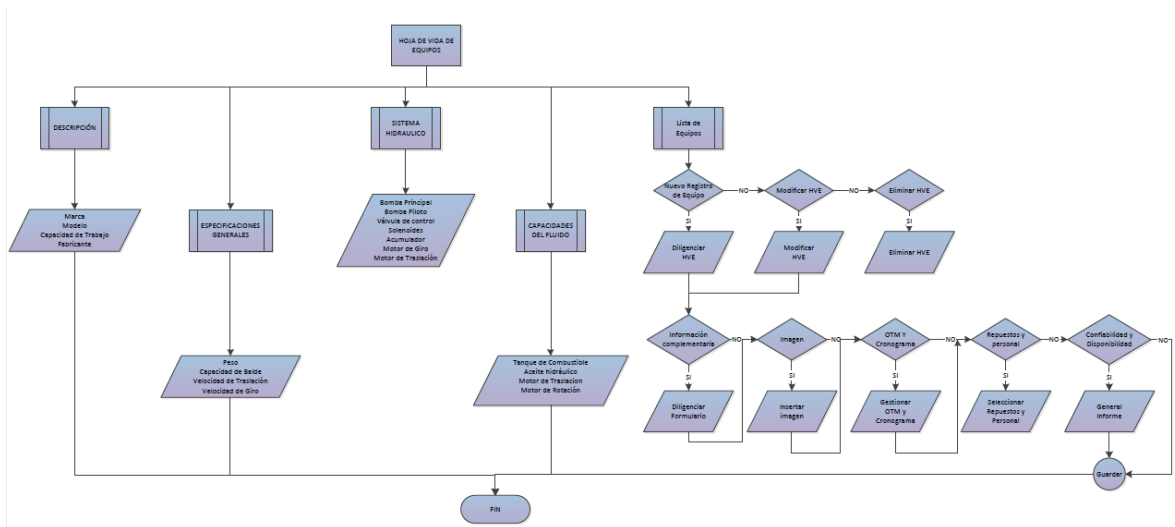 HOJA DE VIDA DE
EQUIPOS
DESCRIPCIÓN
SISTEMA
HIDRAULICO
Lista de
Equipos
Nuevo Registro
de Equipo
NO
Modificar HVE
NO
Eliminar HVE
SI
SI
SI
Marca
Modelo
Capacidad de Trabajo
Fabricante
ESPECIFICACIONES
GENERALES
Bomba Principal
Bomba Piloto
Válvula de control
Solenoides
Acumulador
Motor de Giro
Motor de Traslación
CAPACIDADES
DEL FLUIDO
Diligenciar
HVE
Modificar
HVE
Eliminar HVE
Información
complementaria
NO
Imagen
NO
OTM Y
Cronograma
NO
Repuestos y
personal
NO
Confiabilidad y
Disponibilidad
NO
SI
SI
SI
SI
SI
Peso
Capacidad de Balde
Velocidad de Traslación
Velocidad de Giro
Tanque de Combustible
Aceite hidráulico
Motor de Traslacion
Motor de Rotación
Diligenciar
Formulario
Insertar
imagen
Gestionar
OTM y
Cronograma
Seleccionar
Repuestos y
Personal
General
Informe
Guardar
FIN